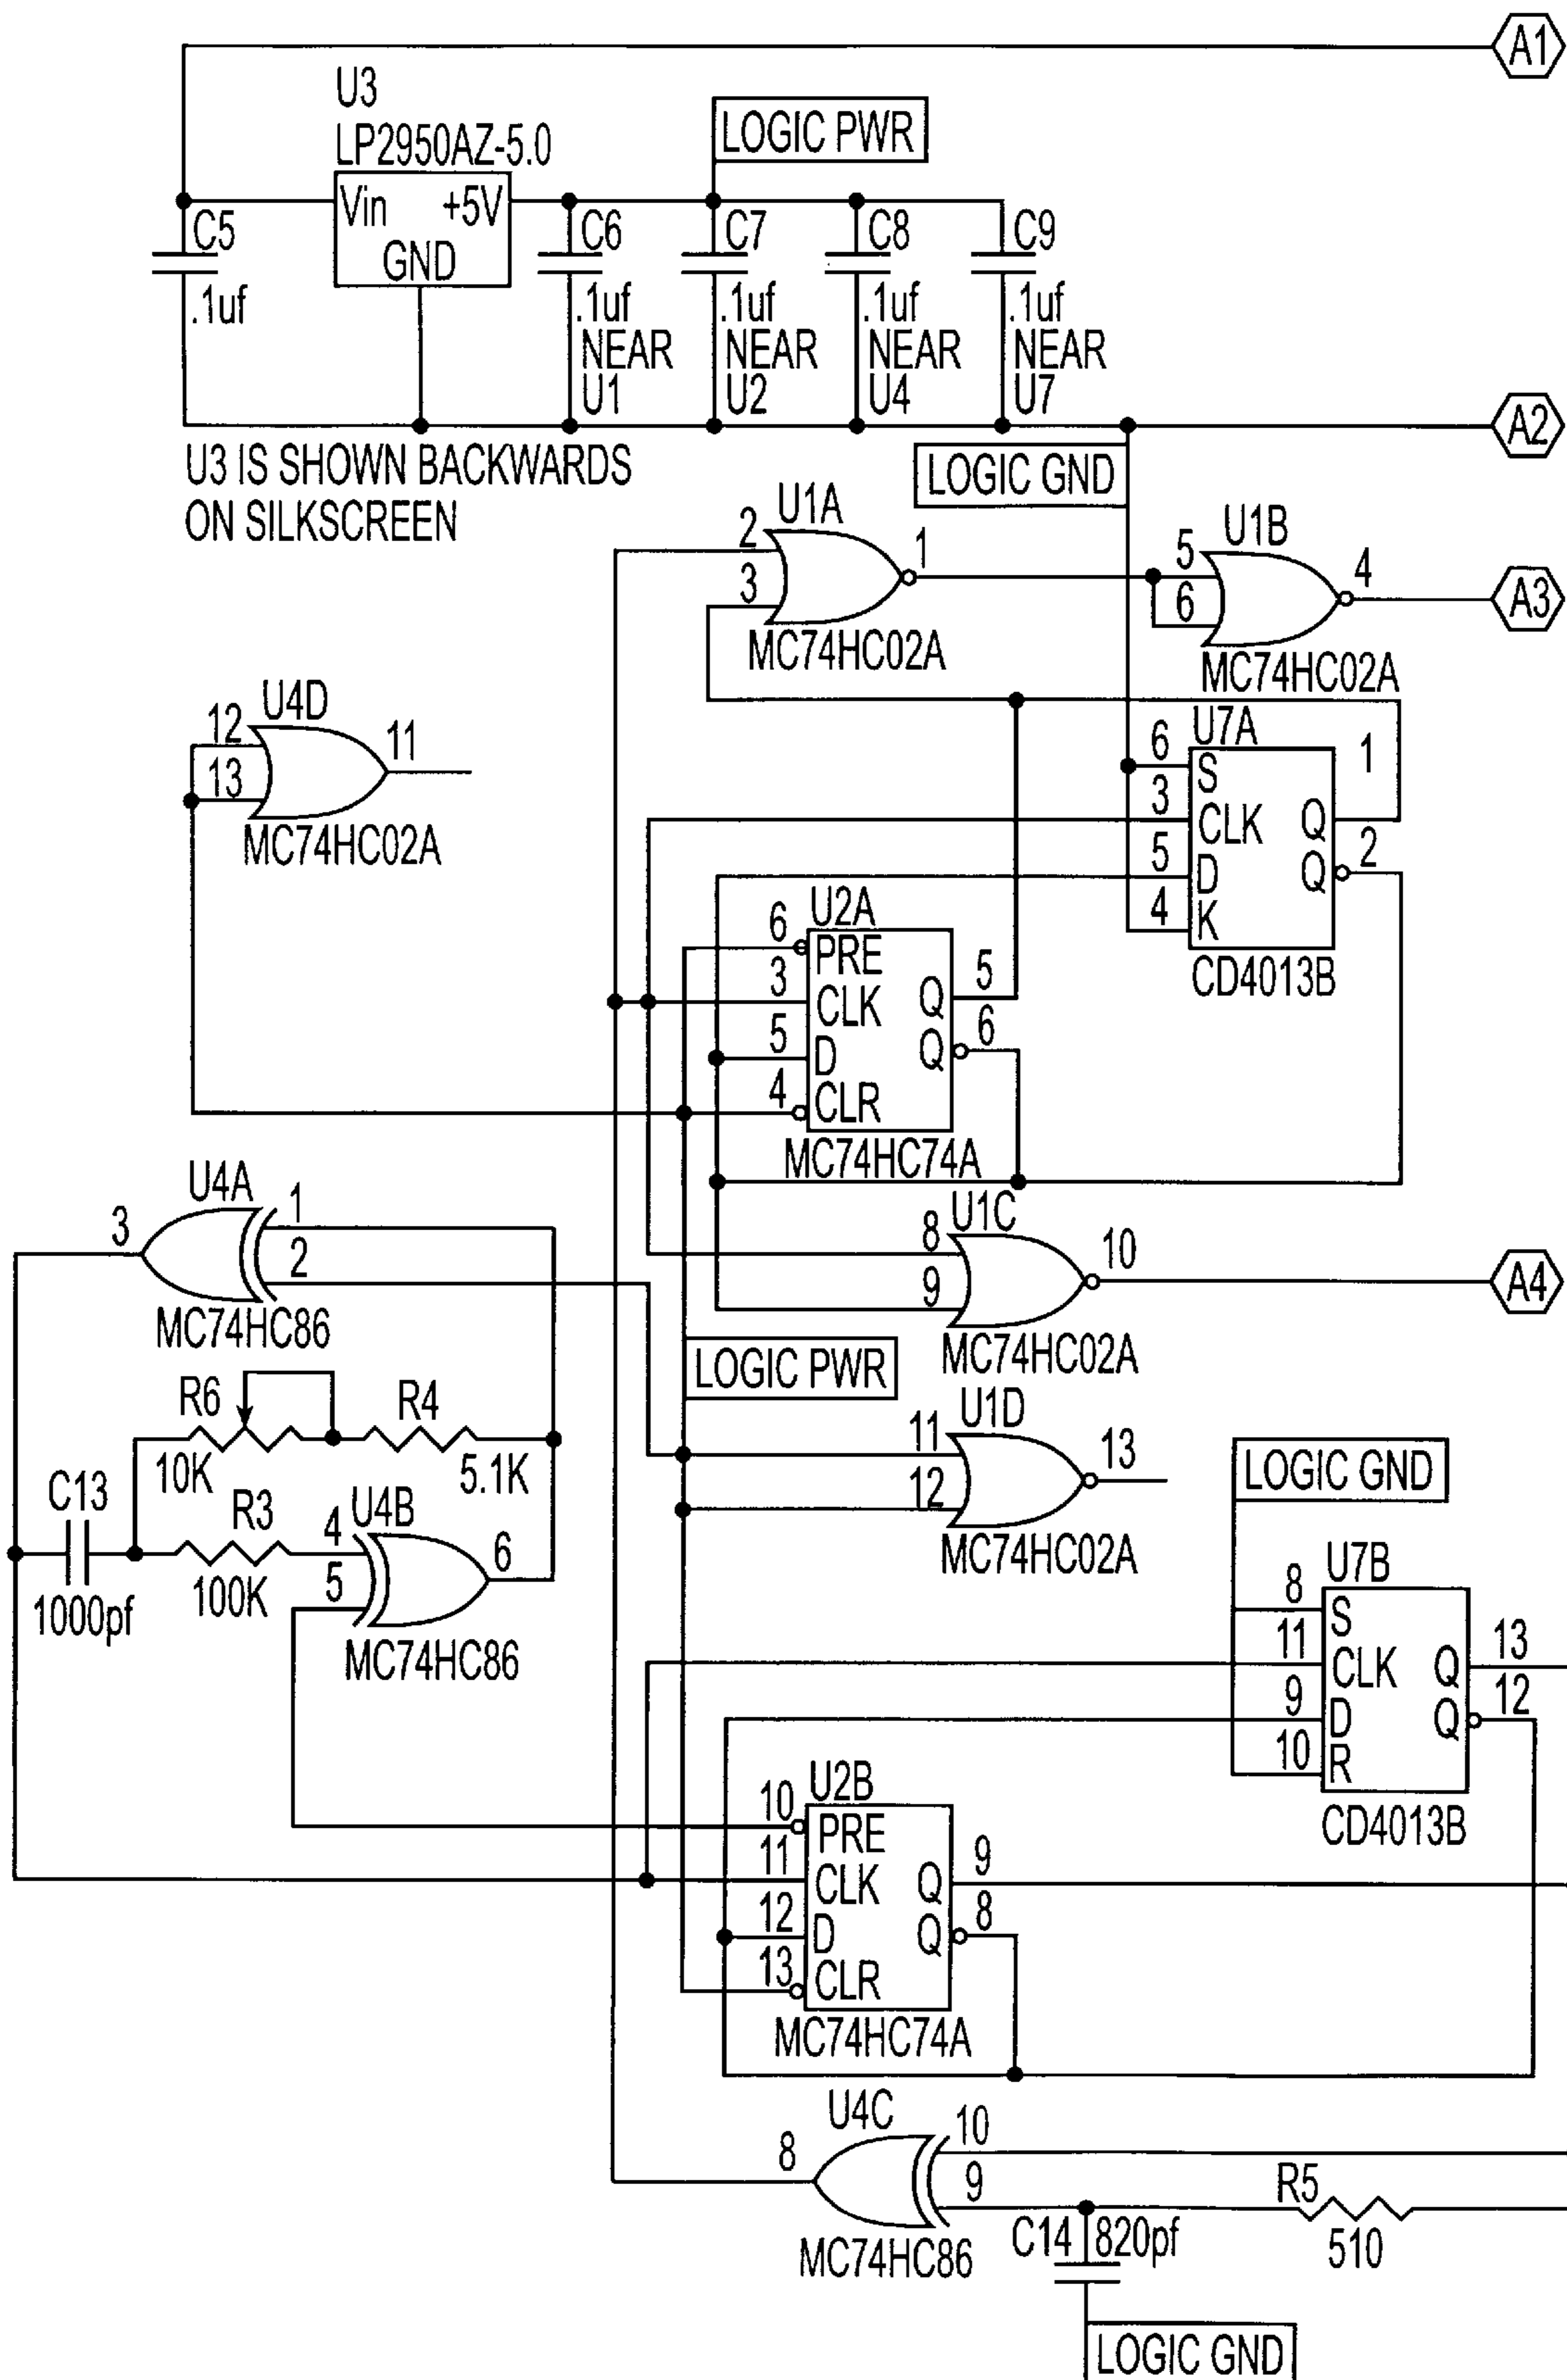 A1
U3
LP2950AZ-5.0
LOGIC PWR
Vin +5V
GND
C5
.1uf
C6
.1uf
NEAR
U1
C7
.1uf
NEAR
U2
C8
.1uf
NEAR
U4
C9
.1uf
NEAR
U7
A2
U3 IS SHOWN BACKWARDS
ON SILKSCREEN
LOGIC GND
U1A
2
3
1
MC74HC02A
U1B
5
6
4
MC74HC02A
A3
U4D
12
13
11
MC74HC02A
U7A
6 S
3 CLK
5 D
4 K
Q 1
Q 2
CD4013B
U2A
6 PRE
3 CLK
5 D
4 CLR
Q 5
Q 6
MC74HC74A
U4A
3
1
2
MC74HC86
U1C
8
9
10
MC74HC02A
A4
LOGIC PWR
R6
10K
R4
5.1K
U1D
11
12
13
MC74HC02A
C13
1000pf
R3
100K
U4B
4
5
6
MC74HC86
LOGIC GND
U7B
8 S
11 CLK
9 D
10 R
Q 13
Q 12
CD4013B
U2B
10 PRE
11 CLK
12 D
13 CLR
Q 9
Q 8
MC74HC74A
U4C
8
10
9
MC74HC86
C14 820pf
R5
510
LOGIC GND